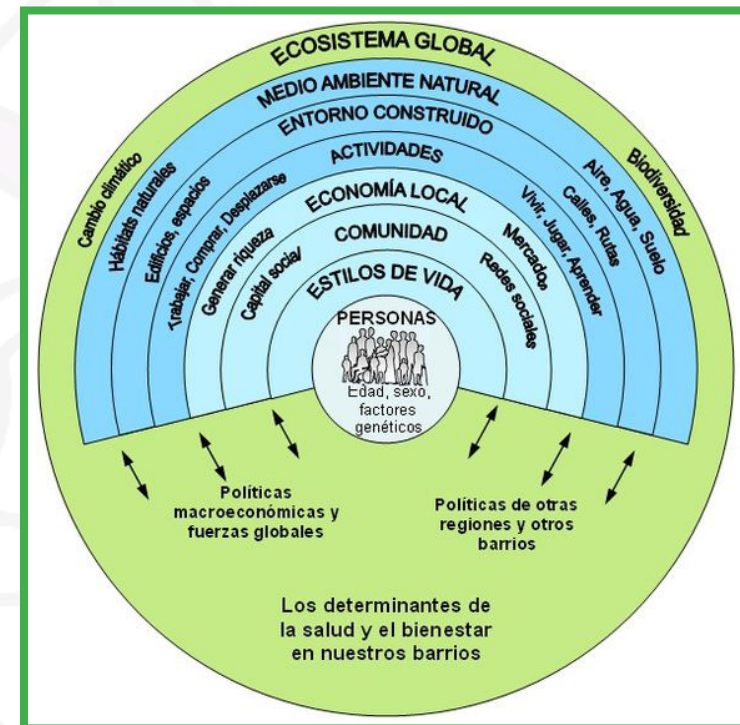 ECOSISTEMA GLOBAL
Cambio climático
Biodiversidad
MEDIO AMBIENTE NATURAL
Hábitats naturales
Aire, Agua, Suelo
ENTORNO CONSTRUIDO
Edificios, espacios
Calles, Rutas
ACTIVIDADES
Trabajar, Comprar, Desplazarse
Vivir, Jugar, Aprender
ECONOMÍA LOCAL
Generar riqueza
Mercados
COMUNIDAD
Capital social
Redes sociales
ESTILOS DE VIDA
PERSONAS
Edad, sexo,
factores
genéticos
Políticas
macroeconómicas y
fuerzas globales
Políticas de otras
regiones y otros
barrios
Los determinantes de
la salud y el bienestar
en nuestros barrios